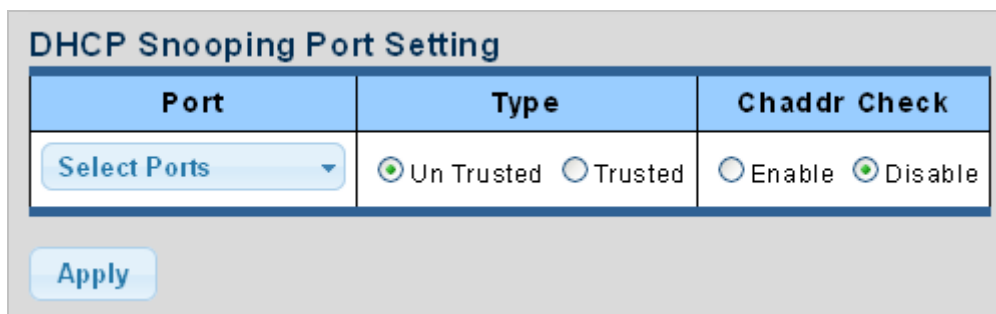 DHCP Snooping Port Setting
Port Type Chaddr Check
Select Ports Un Trusted Trusted Enable Disable
Apply